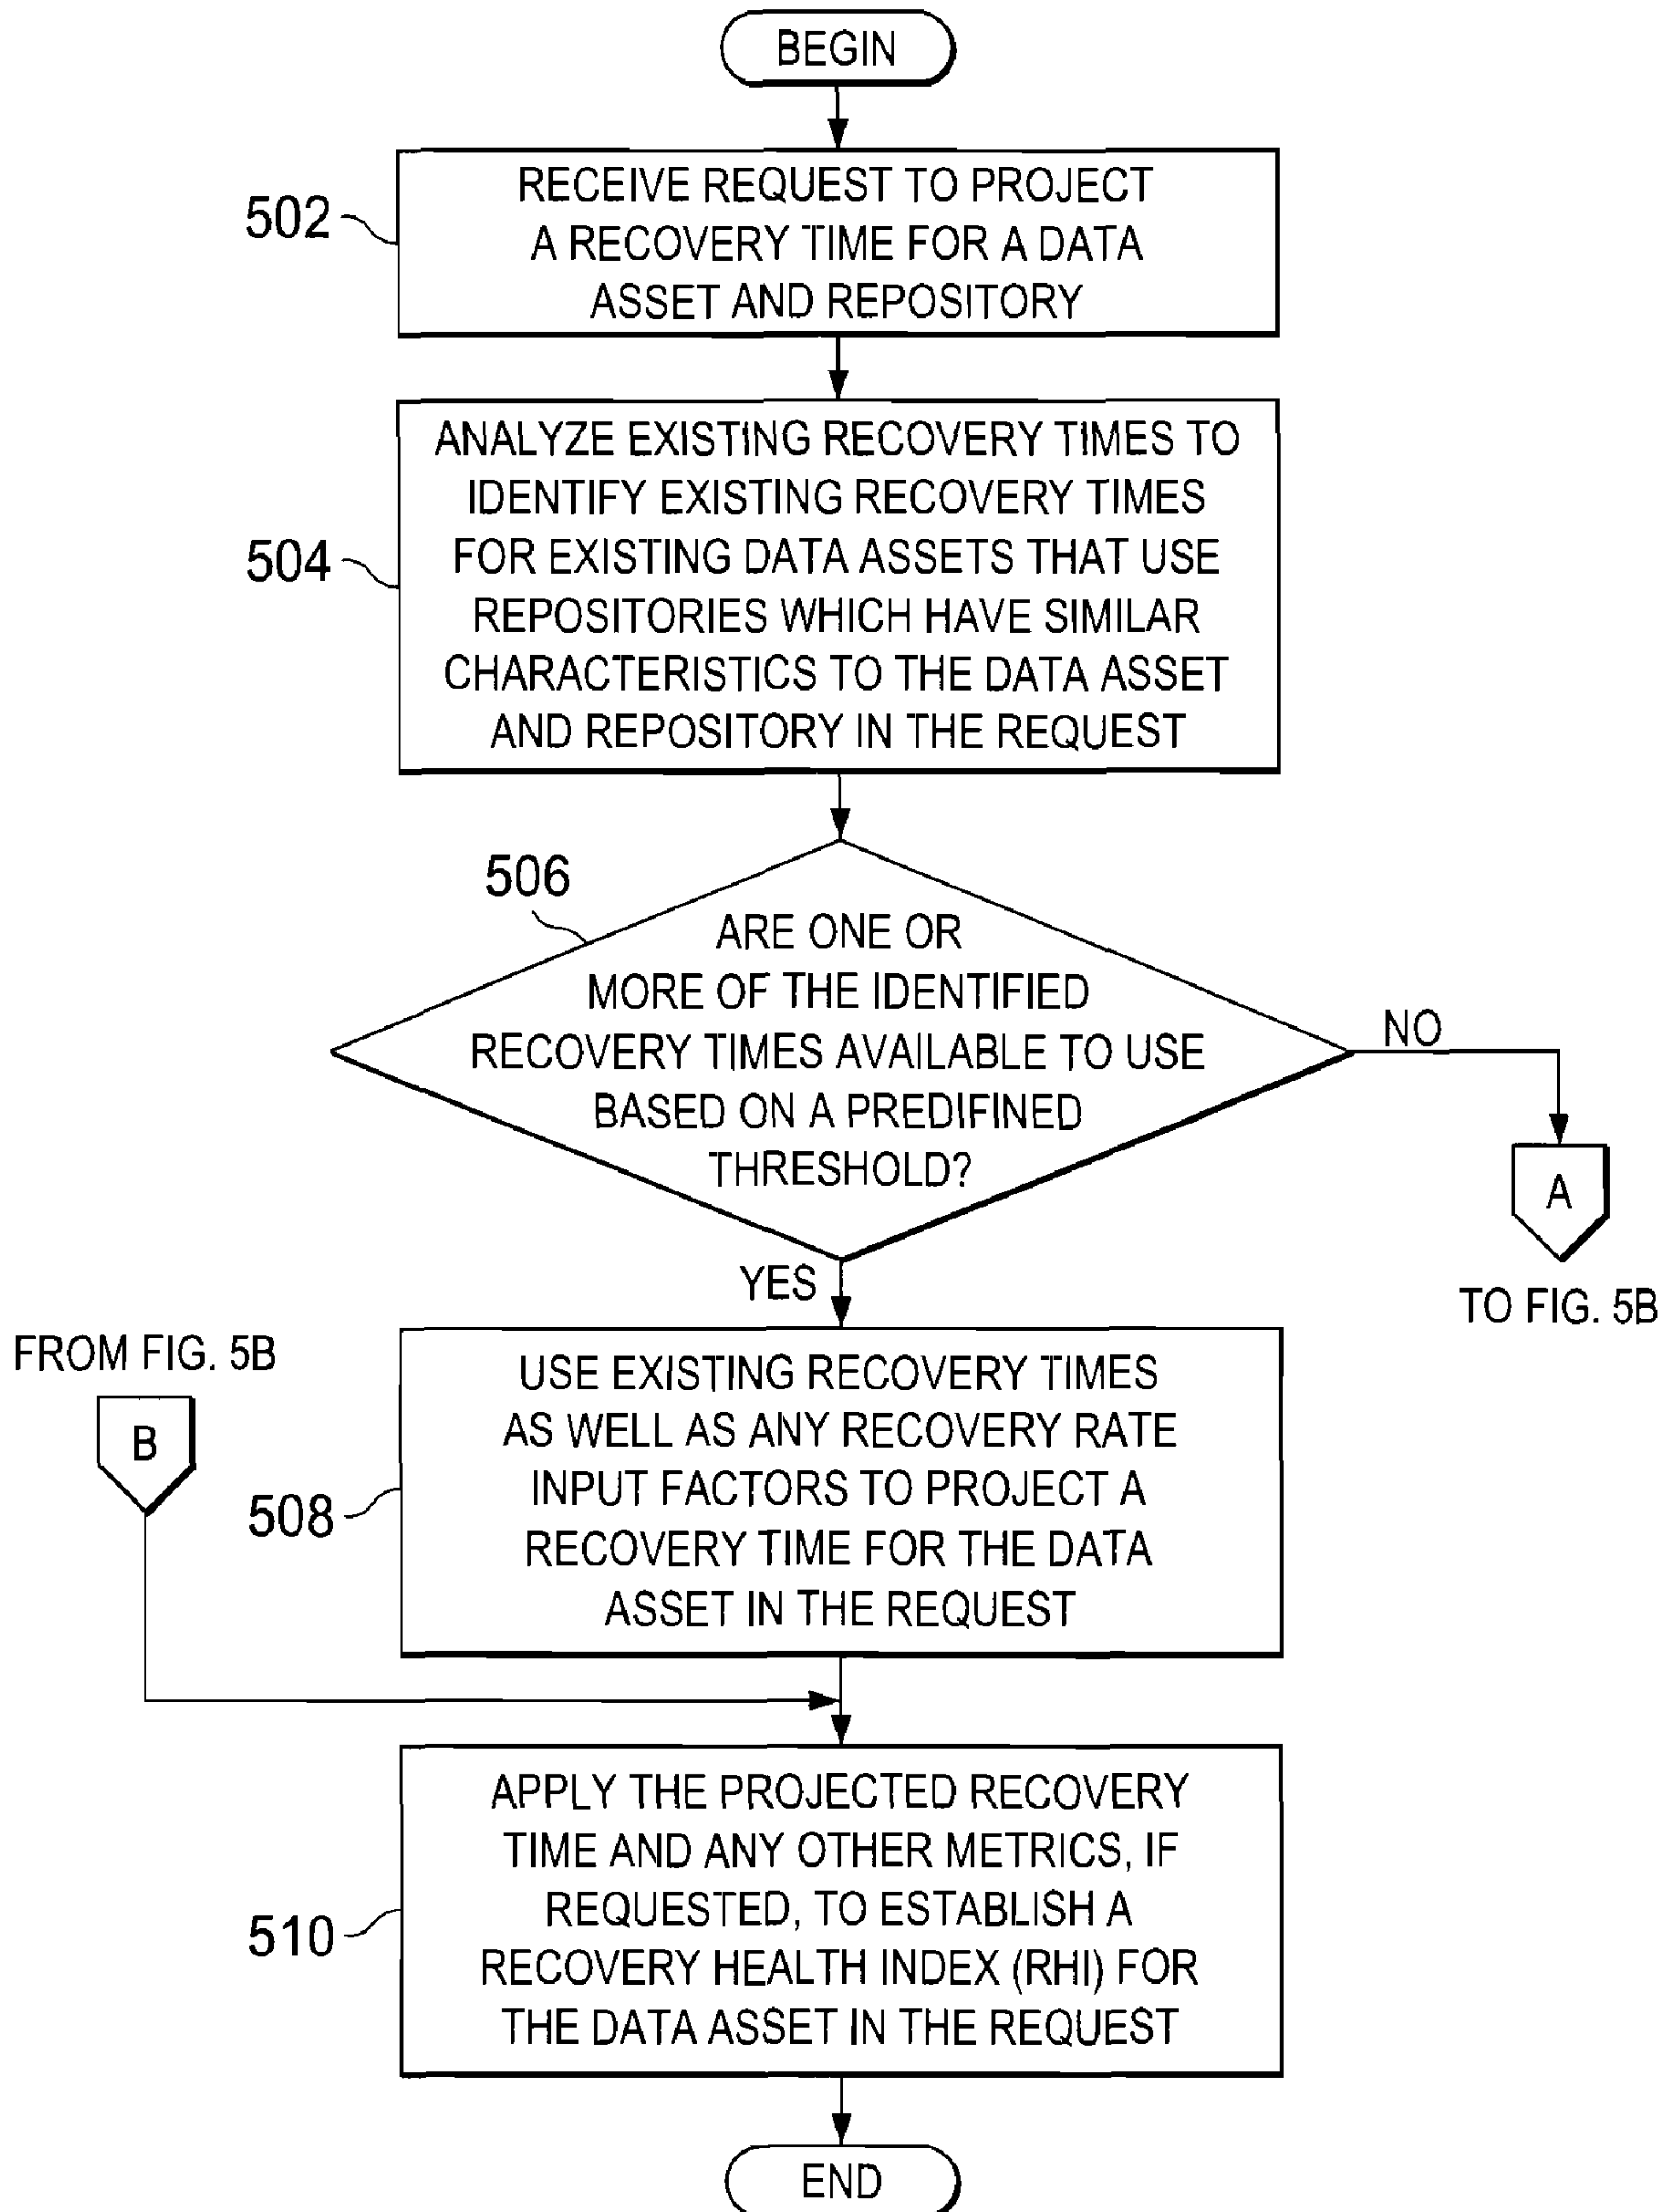 BEGIN
502
RECEIVE REQUEST TO PROJECT
A RECOVERY TIME FOR A DATA
ASSET AND REPOSITORY
504
ANALYZE EXISTING RECOVERY TIMES TO
IDENTIFY EXISTING RECOVERY TIMES
FOR EXISTING DATA ASSETS THAT USE
REPOSITORIES WHICH HAVE SIMILAR
CHARACTERISTICS TO THE DATA ASSET
AND REPOSITORY IN THE REQUEST
506
ARE ONE OR
MORE OF THE IDENTIFIED
RECOVERY TIMES AVAILABLE TO USE
BASED ON A PREDIFINED
THRESHOLD?
NO
A
TO FIG. 5B
YES
FROM FIG. 5B
B
508
USE EXISTING RECOVERY TIMES
AS WELL AS ANY RECOVERY RATE
INPUT FACTORS TO PROJECT A
RECOVERY TIME FOR THE DATA
ASSET IN THE REQUEST
510
APPLY THE PROJECTED RECOVERY
TIME AND ANY OTHER METRICS, IF
REQUESTED, TO ESTABLISH A
RECOVERY HEALTH INDEX (RHI) FOR
THE DATA ASSET IN THE REQUEST
END